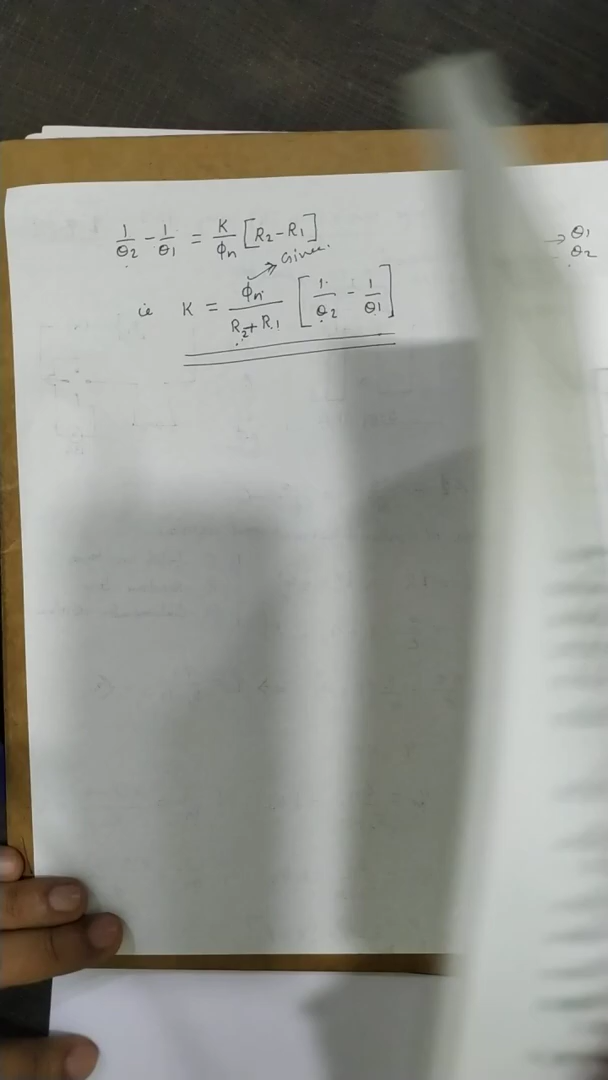 1/θ2 − 1/θ1 = K/φn [R2 − R1]
Given.
ie K = φn/(R2+R1) [1/θ2 − 1/θ1]
→ θ1
θ2